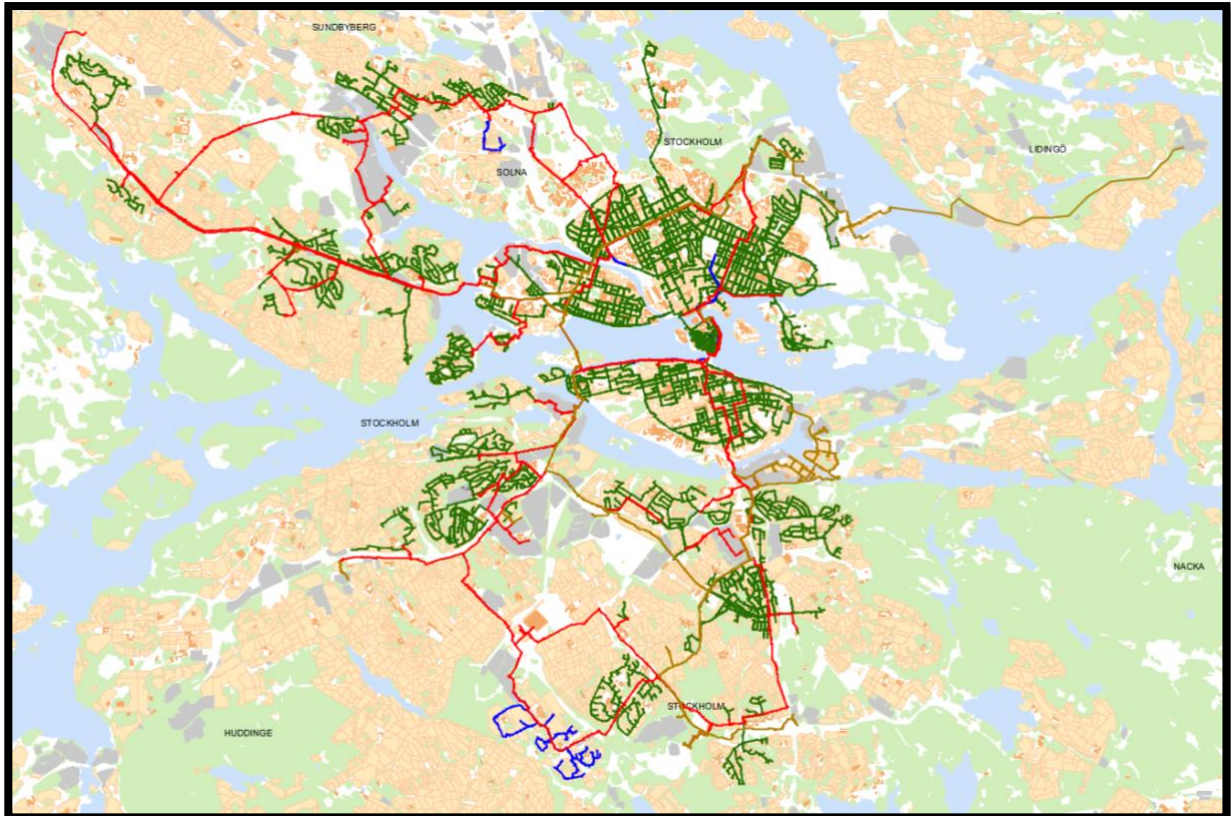 SUNDBYBERG
STOCKHOLM
LIDINGÖ
SOLNA
STOCKHOLM
NACKA
STOCKHOLM
HUDDINGE